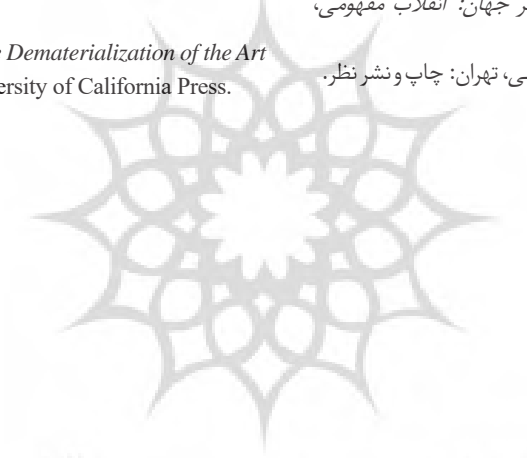 ر جهان: انقلاب مفهومی،
Dematerialization of the Art
ersity of California Press.
ی، تهران: چاپ و نشر نظر.